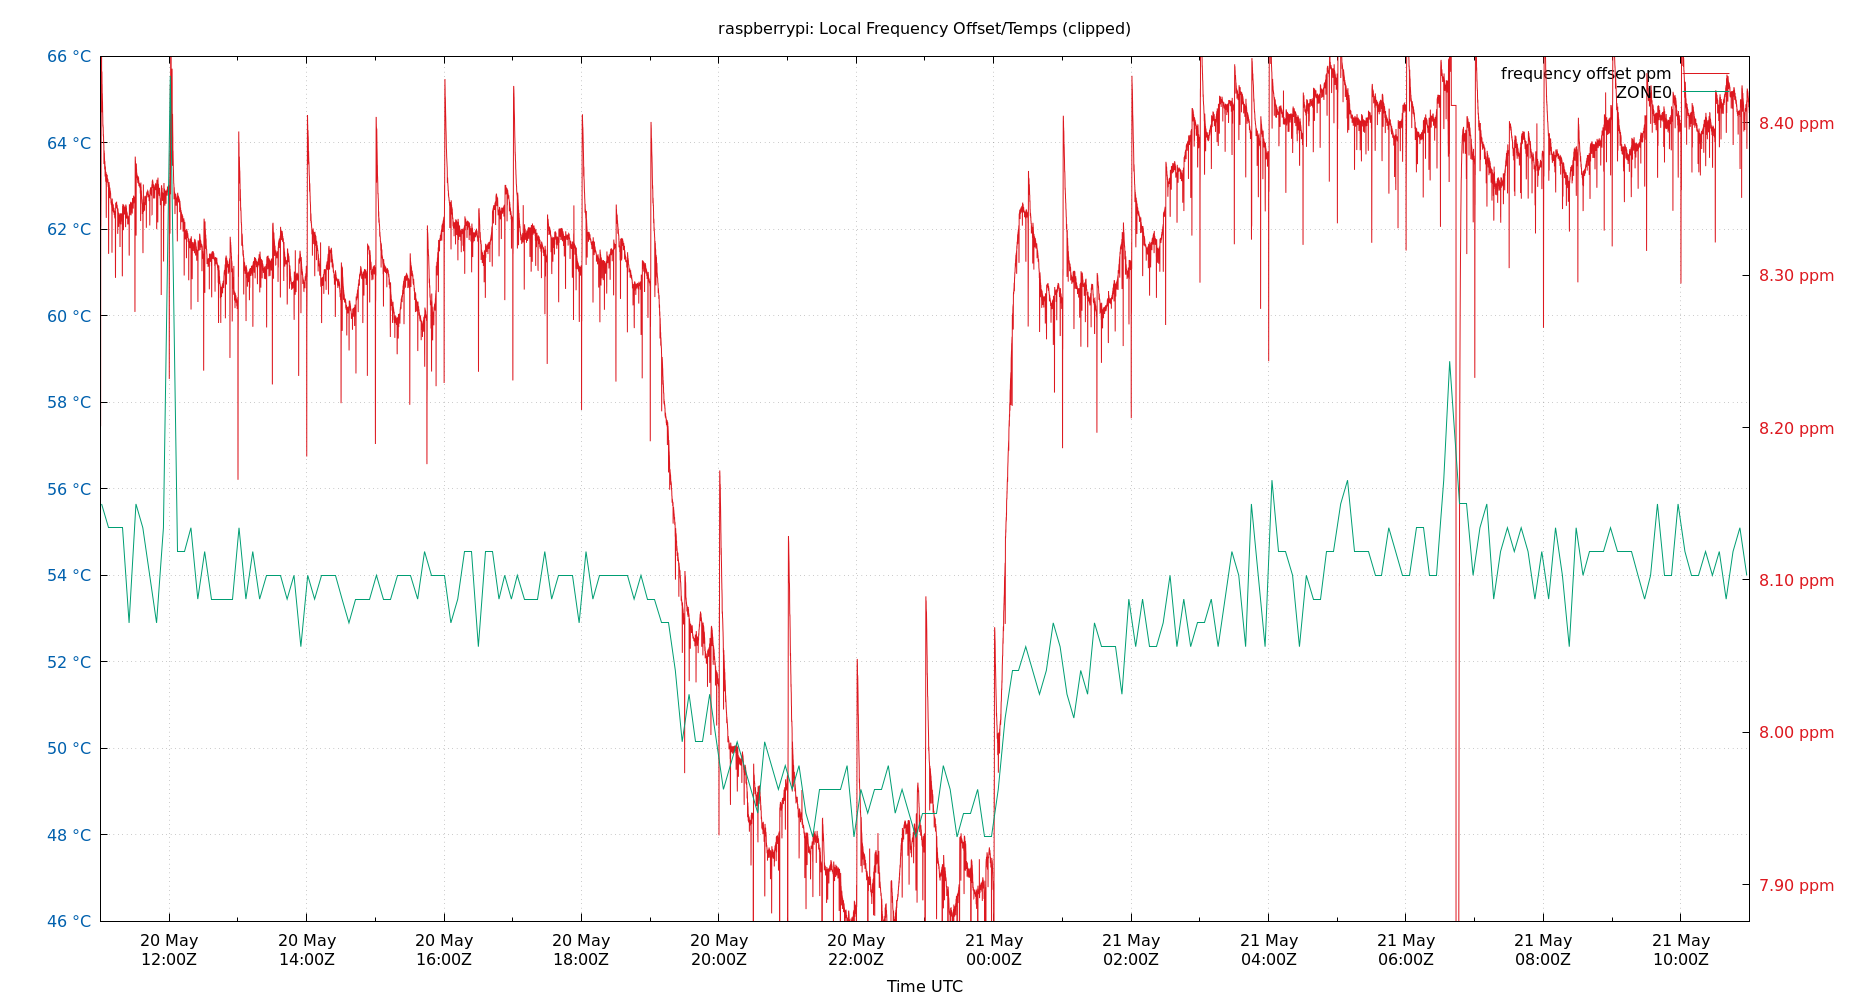 raspberrypi: Local Frequency Offset/Temps (clipped)
66 °C
64 °C
62 °C
60 °C
58 °C
56 °C
54 °C
52 °C
50 °C
48 °C
46 °C
frequency offset ppm
ZONE0
8.40 ppm
8.30 ppm
8.20 ppm
8.10 ppm
8.00 ppm
7.90 ppm
20 May
12:00Z
20 May
14:00Z
20 May
16:00Z
20 May
18:00Z
20 May
20:00Z
20 May
22:00Z
21 May
00:00Z
21 May
02:00Z
21 May
04:00Z
21 May
06:00Z
21 May
08:00Z
21 May
10:00Z
Time UTC